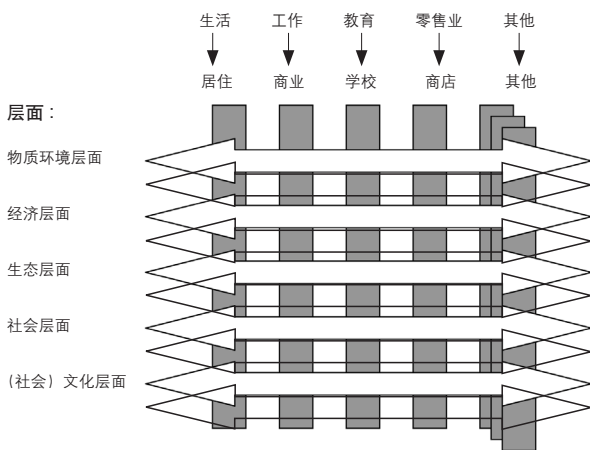 生活 工作 教育 零售业 其他
居住 商业 学校 商店 其他
层面：
物质环境层面
经济层面
生态层面
社会层面
（社会）文化层面